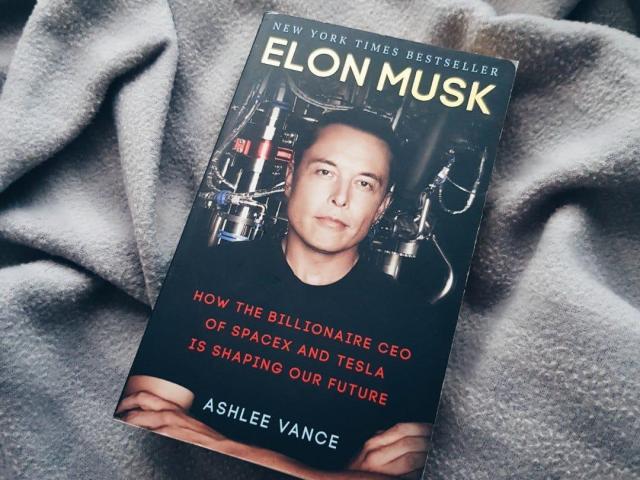 NEW YORK TIMES BESTSELLER
ELON MUSK
HOW THE BILLIONAIRE CEO
OF SPACEX AND TESLA
IS SHAPING OUR FUTURE
ASHLEE VANCE